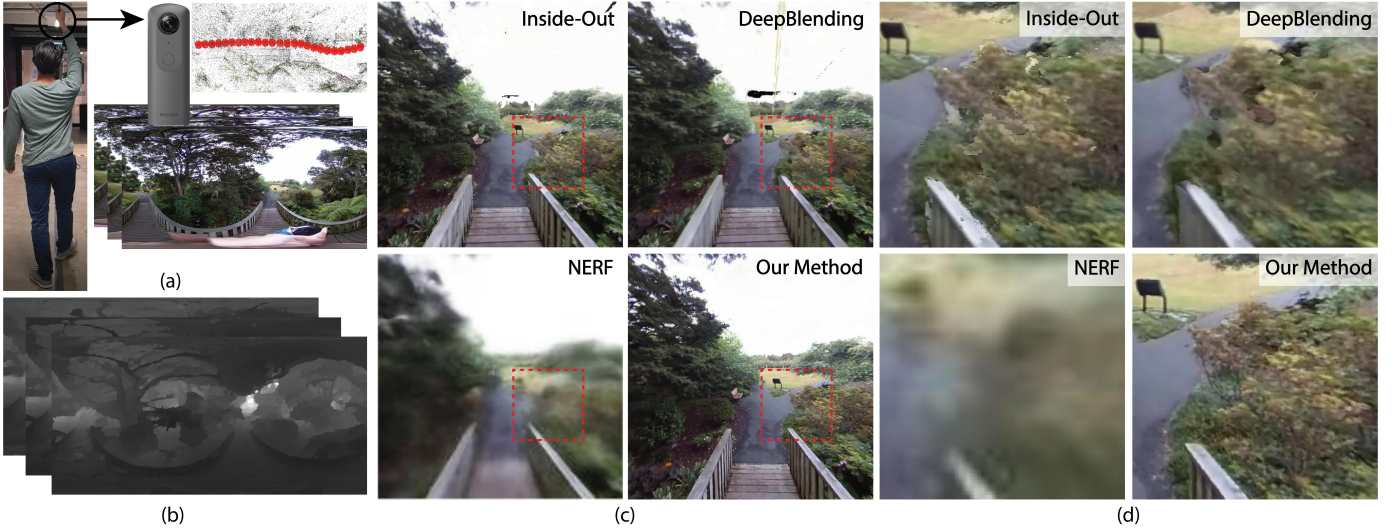 Inside-Out
DeepBlending
Inside-Out
DeepBlending
(a)
NERF
Our Method
NERF
Our Method
(b)
(c)
(d)